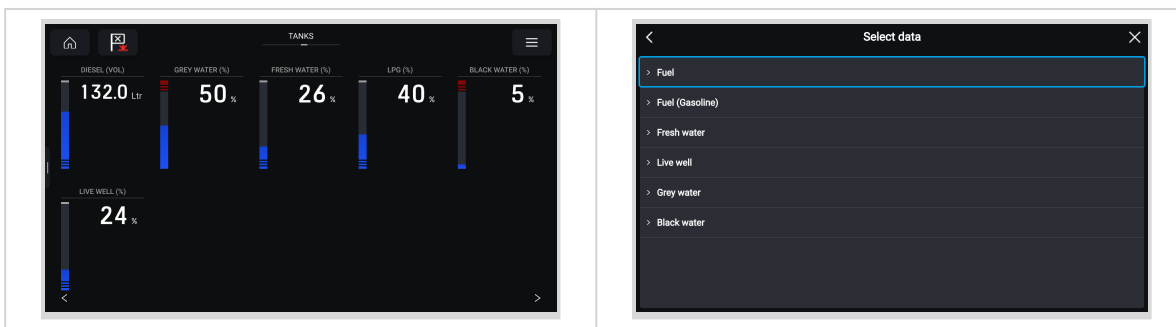 TANKS
DIESEL (VOL)
132.0 Ltr
GREY WATER (%)
50 %
FRESH WATER (%)
26 %
LPG (%)
40 %
BLACK WATER (%)
5 %
LIVE WELL (%)
24 %
Select data
Fuel
Fuel (Gasoline)
Fresh water
Live well
Grey water
Black water